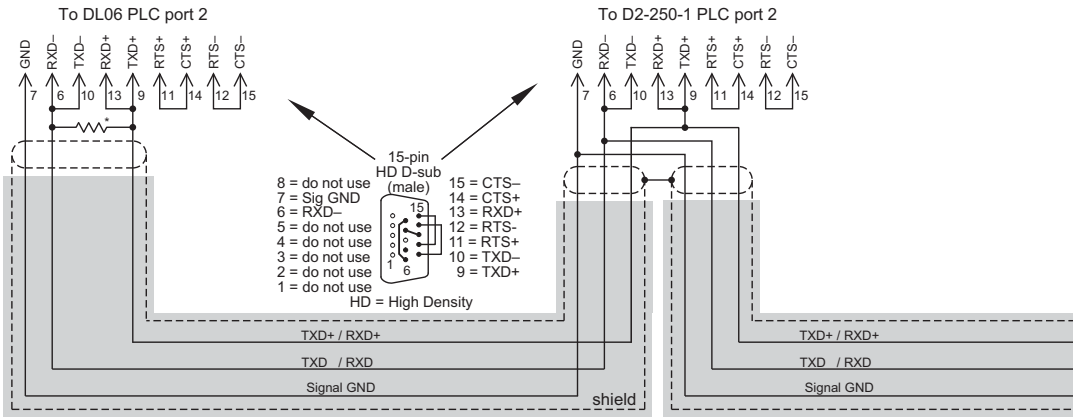 To DL06 PLC port 2
GND RXD– TXD– RXD+ TXD+ RTS+ CTS+ RTS– CTS–
7 6 10 13 9 11 14 12 15
*
To D2-250-1 PLC port 2
GND RXD– TXD– RXD+ TXD+ RTS+ CTS+ RTS– CTS–
7 6 10 13 9 11 14 12 15
15-pin
HD D-sub
(male)
8 = do not use
7 = Sig GND
6 = RXD–
5 = do not use
4 = do not use
3 = do not use
2 = do not use
1 = do not use
15
1 6
15 = CTS–
14 = CTS+
13 = RXD+
12 = RTS-
11 = RTS+
10 = TXD–
9 = TXD+
HD = High Density
TXD+ / RXD+
TXD / RXD
Signal GND
shield
TXD+ / RXD+
TXD / RXD
Signal GND